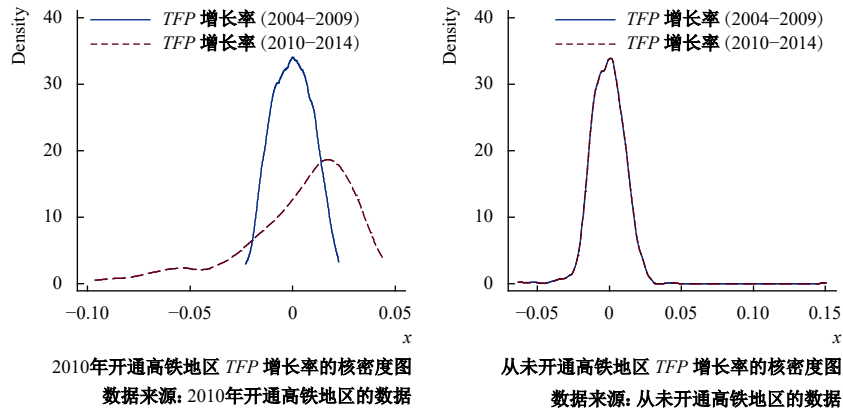 Density
40
30
20
10
0
TFP 增长率 (2004−2009)
TFP 增长率 (2010−2014)
−0.10
−0.05
0
0.05
x
2010年开通高铁地区 TFP 增长率的核密度图
数据来源: 2010年开通高铁地区的数据
Density
40
30
20
10
0
TFP 增长率 (2004−2009)
TFP 增长率 (2010−2014)
−0.05
0
0.05
0.10
0.15
x
从未开通高铁地区 TFP 增长率的核密度图
数据来源: 从未开通高铁地区的数据